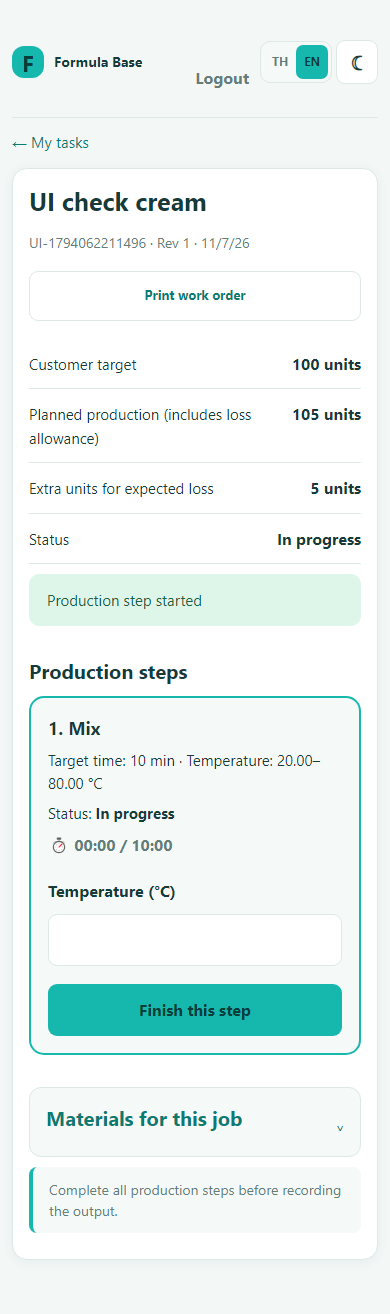 F Formula Base
Logout
TH EN
← My tasks
UI check cream
UI-1794062211496 · Rev 1 · 11/7/26
Print work order
Customer target 100 units
Planned production (includes loss 105 units
allowance)
Extra units for expected loss 5 units
Status In progress
Production step started
Production steps
1. Mix
Target time: 10 min · Temperature: 20.00–
80.00 °C
Status: In progress
⏱ 00:00 / 10:00
Temperature (°C)
Finish this step
Materials for this job
Complete all production steps before recording
the output.